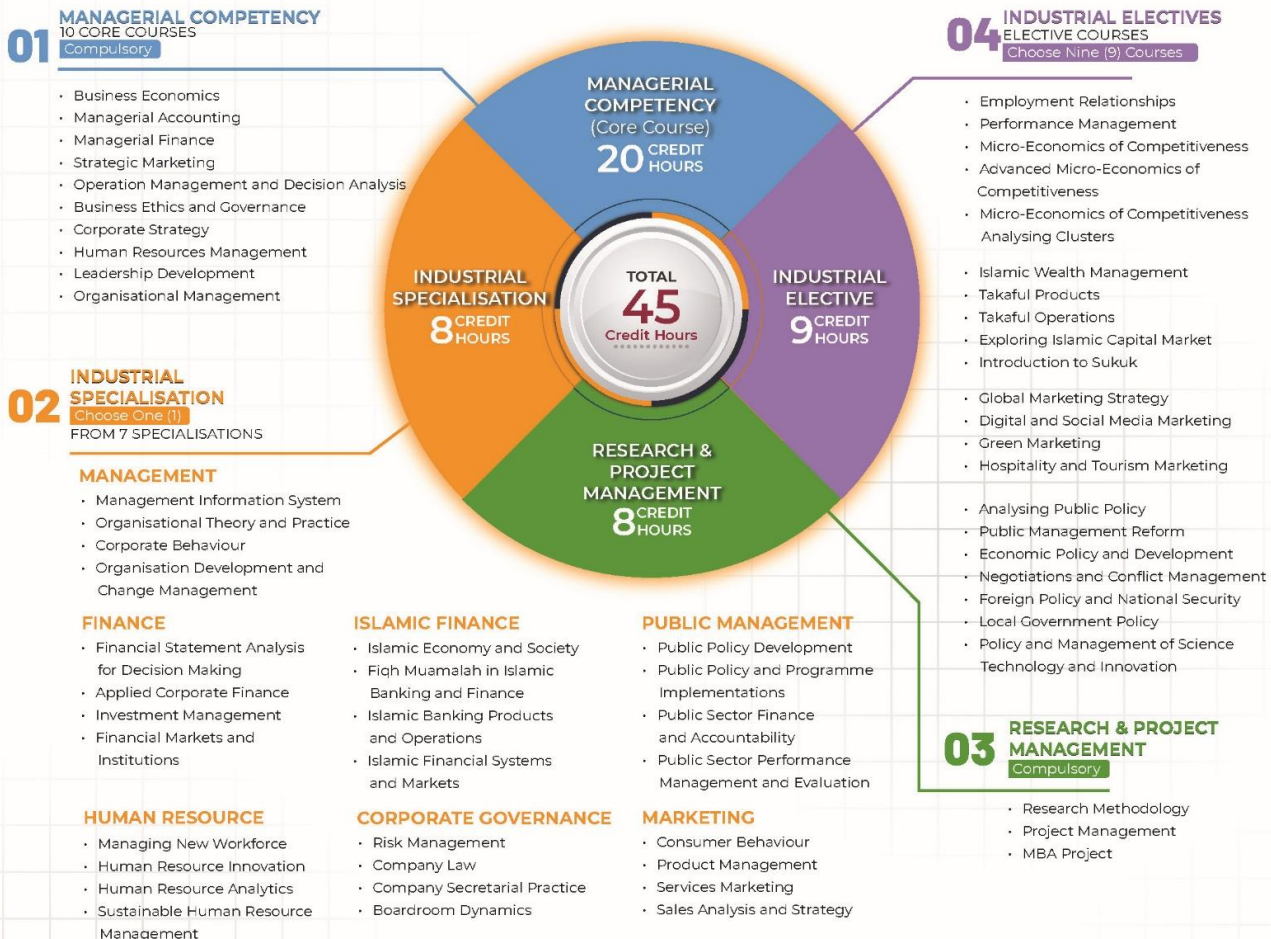 01
MANAGERIAL COMPETENCY
10 CORE COURSES
Compulsory
• Business Economics
• Managerial Accounting
• Managerial Finance
• Strategic Marketing
• Operation Management and Decision Analysis
• Business Ethics and Governance
• Corporate Strategy
• Human Resources Management
• Leadership Development
• Organisational Management
MANAGERIAL
COMPETENCY
(Core Course)
20 CREDIT
HOURS
INDUSTRIAL
SPECIALISATION
8 CREDIT
HOURS
TOTAL
45
Credit Hours
INDUSTRIAL
ELECTIVE
9 CREDIT
HOURS
RESEARCH &
PROJECT
MANAGEMENT
8 CREDIT
HOURS
02
INDUSTRIAL
SPECIALISATION
Choose One (1)
FROM 7 SPECIALISATIONS
MANAGEMENT
• Management Information System
• Organisational Theory and Practice
• Corporate Behaviour
• Organisation Development and
Change Management
FINANCE
• Financial Statement Analysis
for Decision Making
• Applied Corporate Finance
• Investment Management
• Financial Markets and
Institutions
ISLAMIC FINANCE
• Islamic Economy and Society
• Fiqh Muamalah in Islamic
Banking and Finance
• Islamic Banking Products
and Operations
• Islamic Financial Systems
and Markets
PUBLIC MANAGEMENT
• Public Policy Development
• Public Policy and Programme
Implementations
• Public Sector Finance
and Accountability
• Public Sector Performance
Management and Evaluation
HUMAN RESOURCE
• Managing New Workforce
• Human Resource Innovation
• Human Resource Analytics
• Sustainable Human Resource
Management
CORPORATE GOVERNANCE
• Risk Management
• Company Law
• Company Secretarial Practice
• Boardroom Dynamics
MARKETING
• Consumer Behaviour
• Product Management
• Services Marketing
• Sales Analysis and Strategy
04
INDUSTRIAL ELECTIVES
ELECTIVE COURSES
Choose Nine (9) Courses
• Employment Relationships
• Performance Management
• Micro-Economics of Competitiveness
• Advanced Micro-Economics of
Competitiveness
• Micro-Economics of Competitiveness
Analysing Clusters
• Islamic Wealth Management
• Takaful Products
• Takaful Operations
• Exploring Islamic Capital Market
• Introduction to Sukuk
• Global Marketing Strategy
• Digital and Social Media Marketing
• Green Marketing
• Hospitality and Tourism Marketing
• Analysing Public Policy
• Public Management Reform
• Economic Policy and Development
• Negotiations and Conflict Management
• Foreign Policy and National Security
• Local Government Policy
• Policy and Management of Science
Technology and Innovation
03
RESEARCH & PROJECT
MANAGEMENT
Compulsory
• Research Methodology
• Project Management
• MBA Project